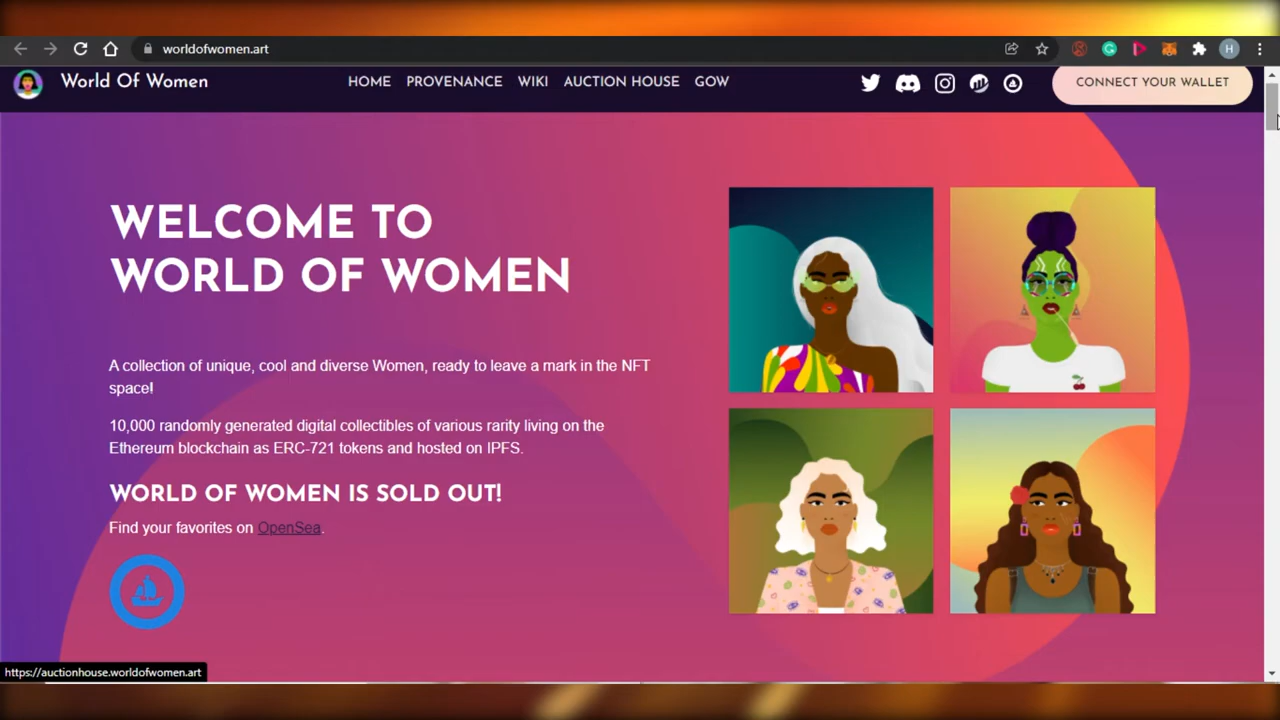 worldofwomen.art
H
World Of Women
HOME PROVENANCE WIKI AUCTION HOUSE GOW
CONNECT YOUR WALLET
WELCOME TO
WORLD OF WOMEN
A collection of unique, cool and diverse Women, ready to leave a mark in the NFT
space!
10,000 randomly generated digital collectibles of various rarity living on the
Ethereum blockchain as ERC-721 tokens and hosted on IPFS.
WORLD OF WOMEN IS SOLD OUT!
Find your favorites on OpenSea.
https://auctionhouse.worldofwomen.art